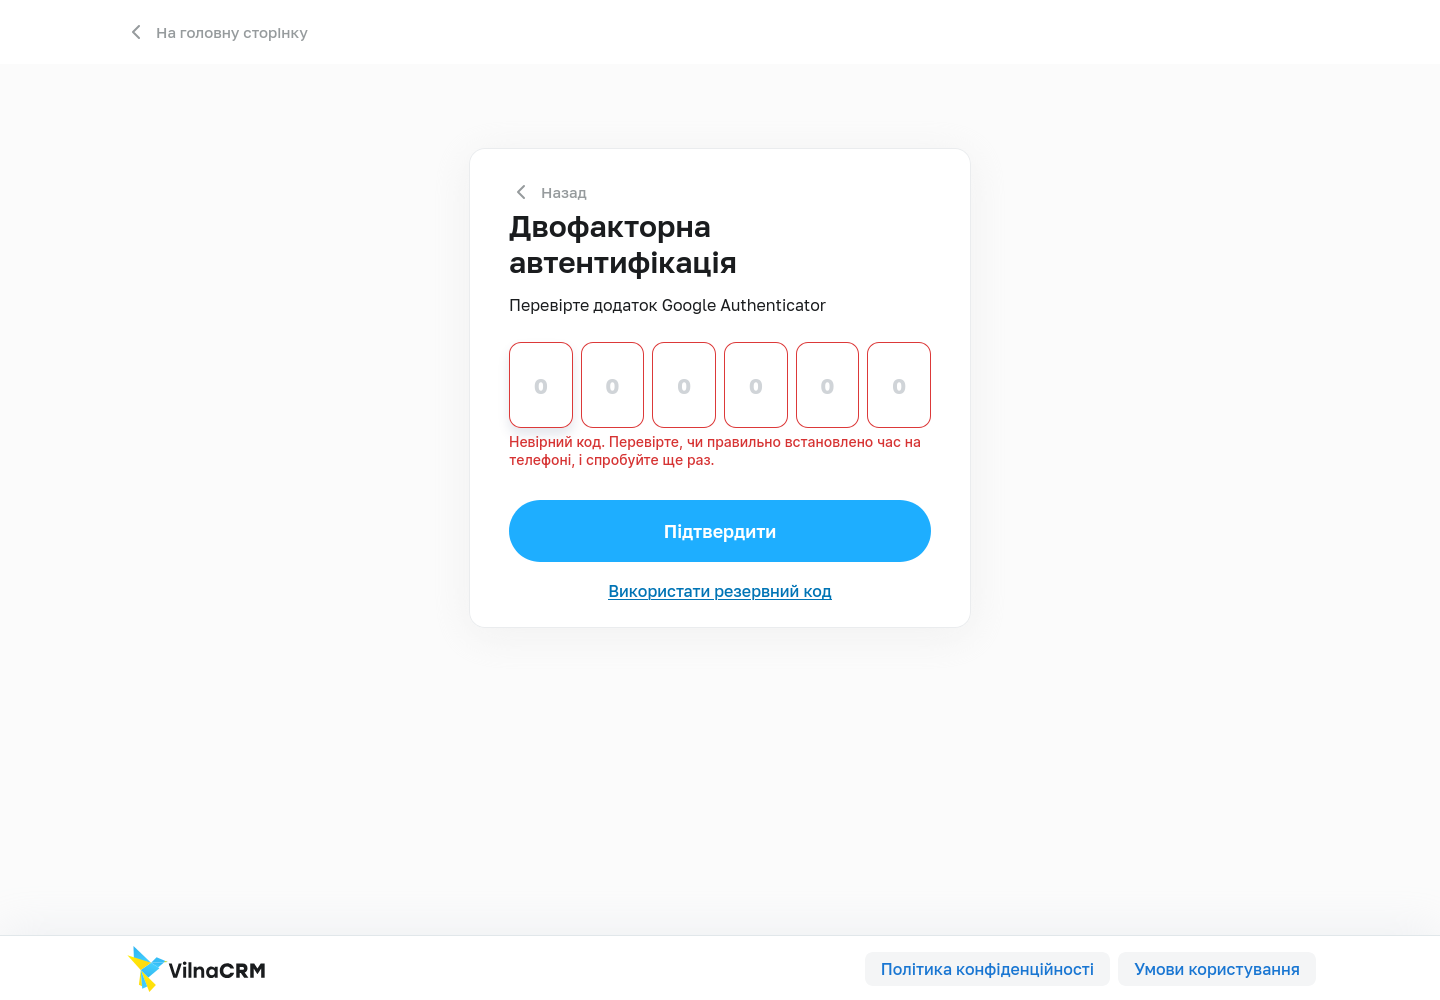 На головну сторінку
Назад
Двофакторна
автентифікація
Перевірте додаток Google Authenticator
0 0 0 0 0 0
Невірний код. Перевірте, чи правильно встановлено час на
телефоні, і спробуйте ще раз.
Підтвердити
Використати резервний код
VilnaCRM
Політика конфіденційності
Умови користування